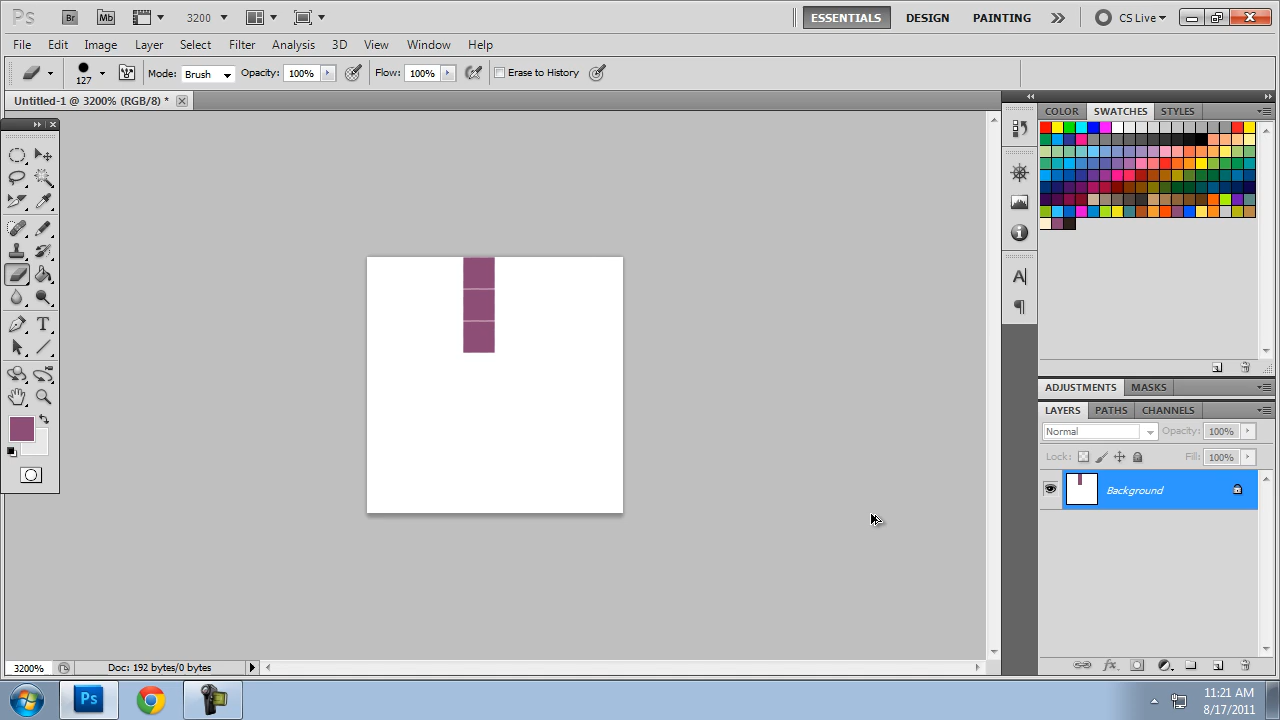 Ps Br Mb 3200 ESSENTIALS DESIGN PAINTING CS Live
File Edit Image Layer Select Filter Analysis 3D View Window Help
127 Mode: Brush Opacity: 100% Flow: 100% Erase to History
Untitled-1 @ 3200% (RGB/8) *
COLOR SWATCHES STYLES
ADJUSTMENTS MASKS
LAYERS PATHS CHANNELS
Normal Opacity: 100%
Lock: Fill: 100%
Background
3200% Doc: 192 bytes/0 bytes
Ps 11:21 AM
8/17/2011